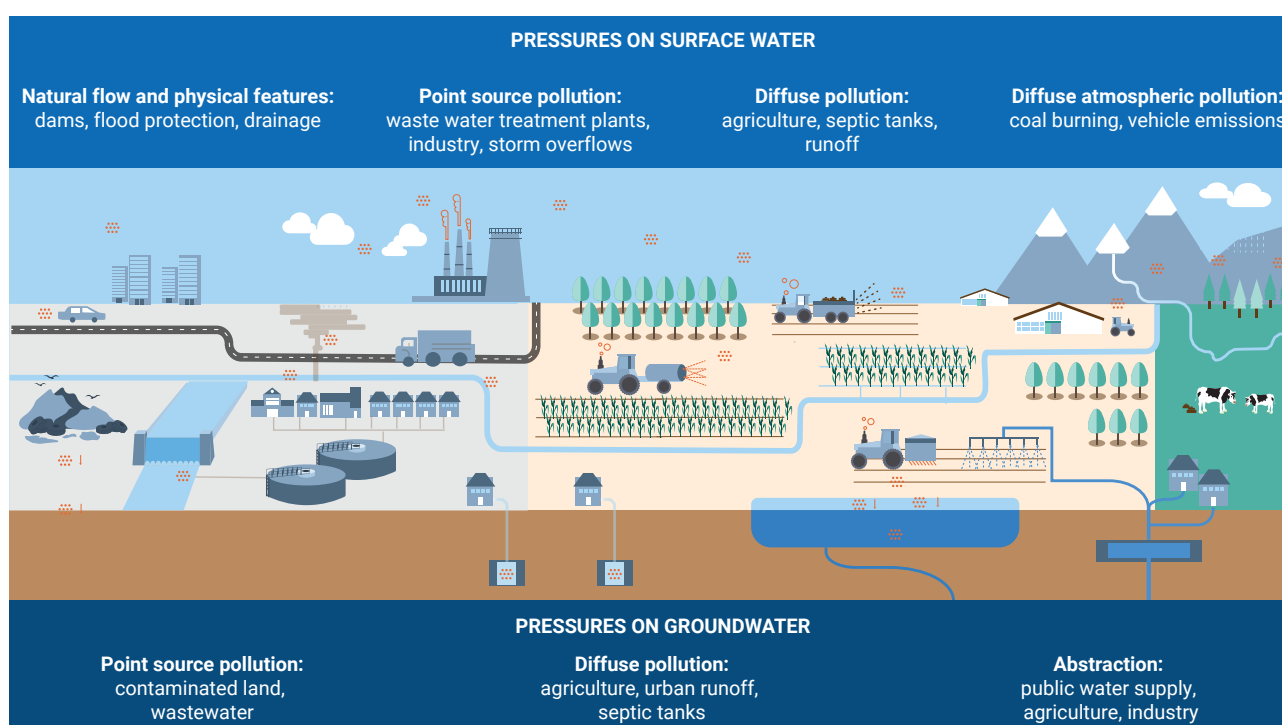 PRESSURES ON SURFACE WATER
Natural flow and physical features:
dams, flood protection, drainage
Point source pollution:
waste water treatment plants,
industry, storm overflows
Diffuse pollution:
agriculture, septic tanks,
runoff
Diffuse atmospheric pollution:
coal burning, vehicle emissions
PRESSURES ON GROUNDWATER
Point source pollution:
contaminated land,
wastewater
Diffuse pollution:
agriculture, urban runoff,
septic tanks
Abstraction:
public water supply,
agriculture, industry